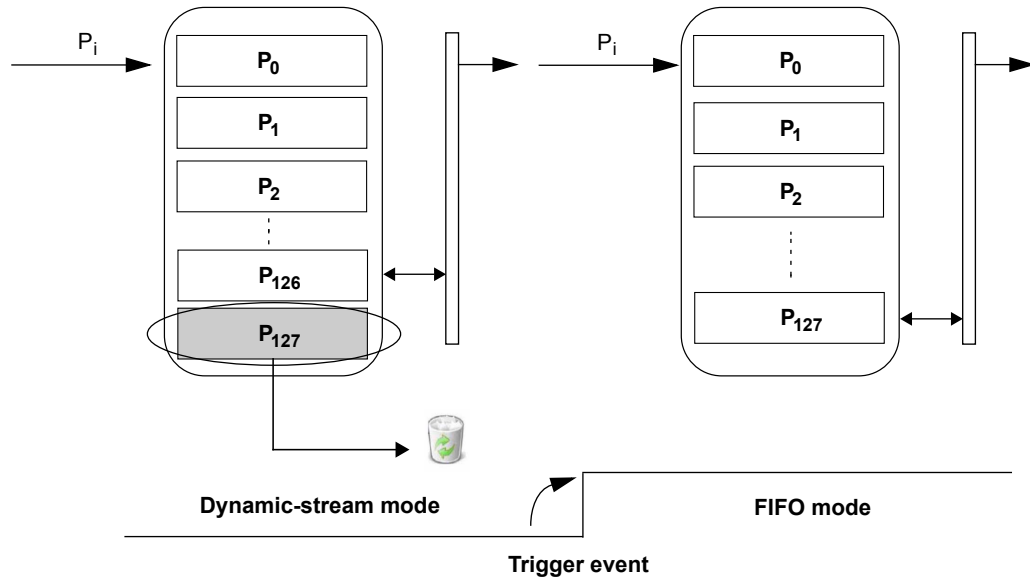 Pi
P0
P1
P2
P126
P127
Pi
P0
P1
P2
P127
Dynamic-stream mode
FIFO mode
Trigger event